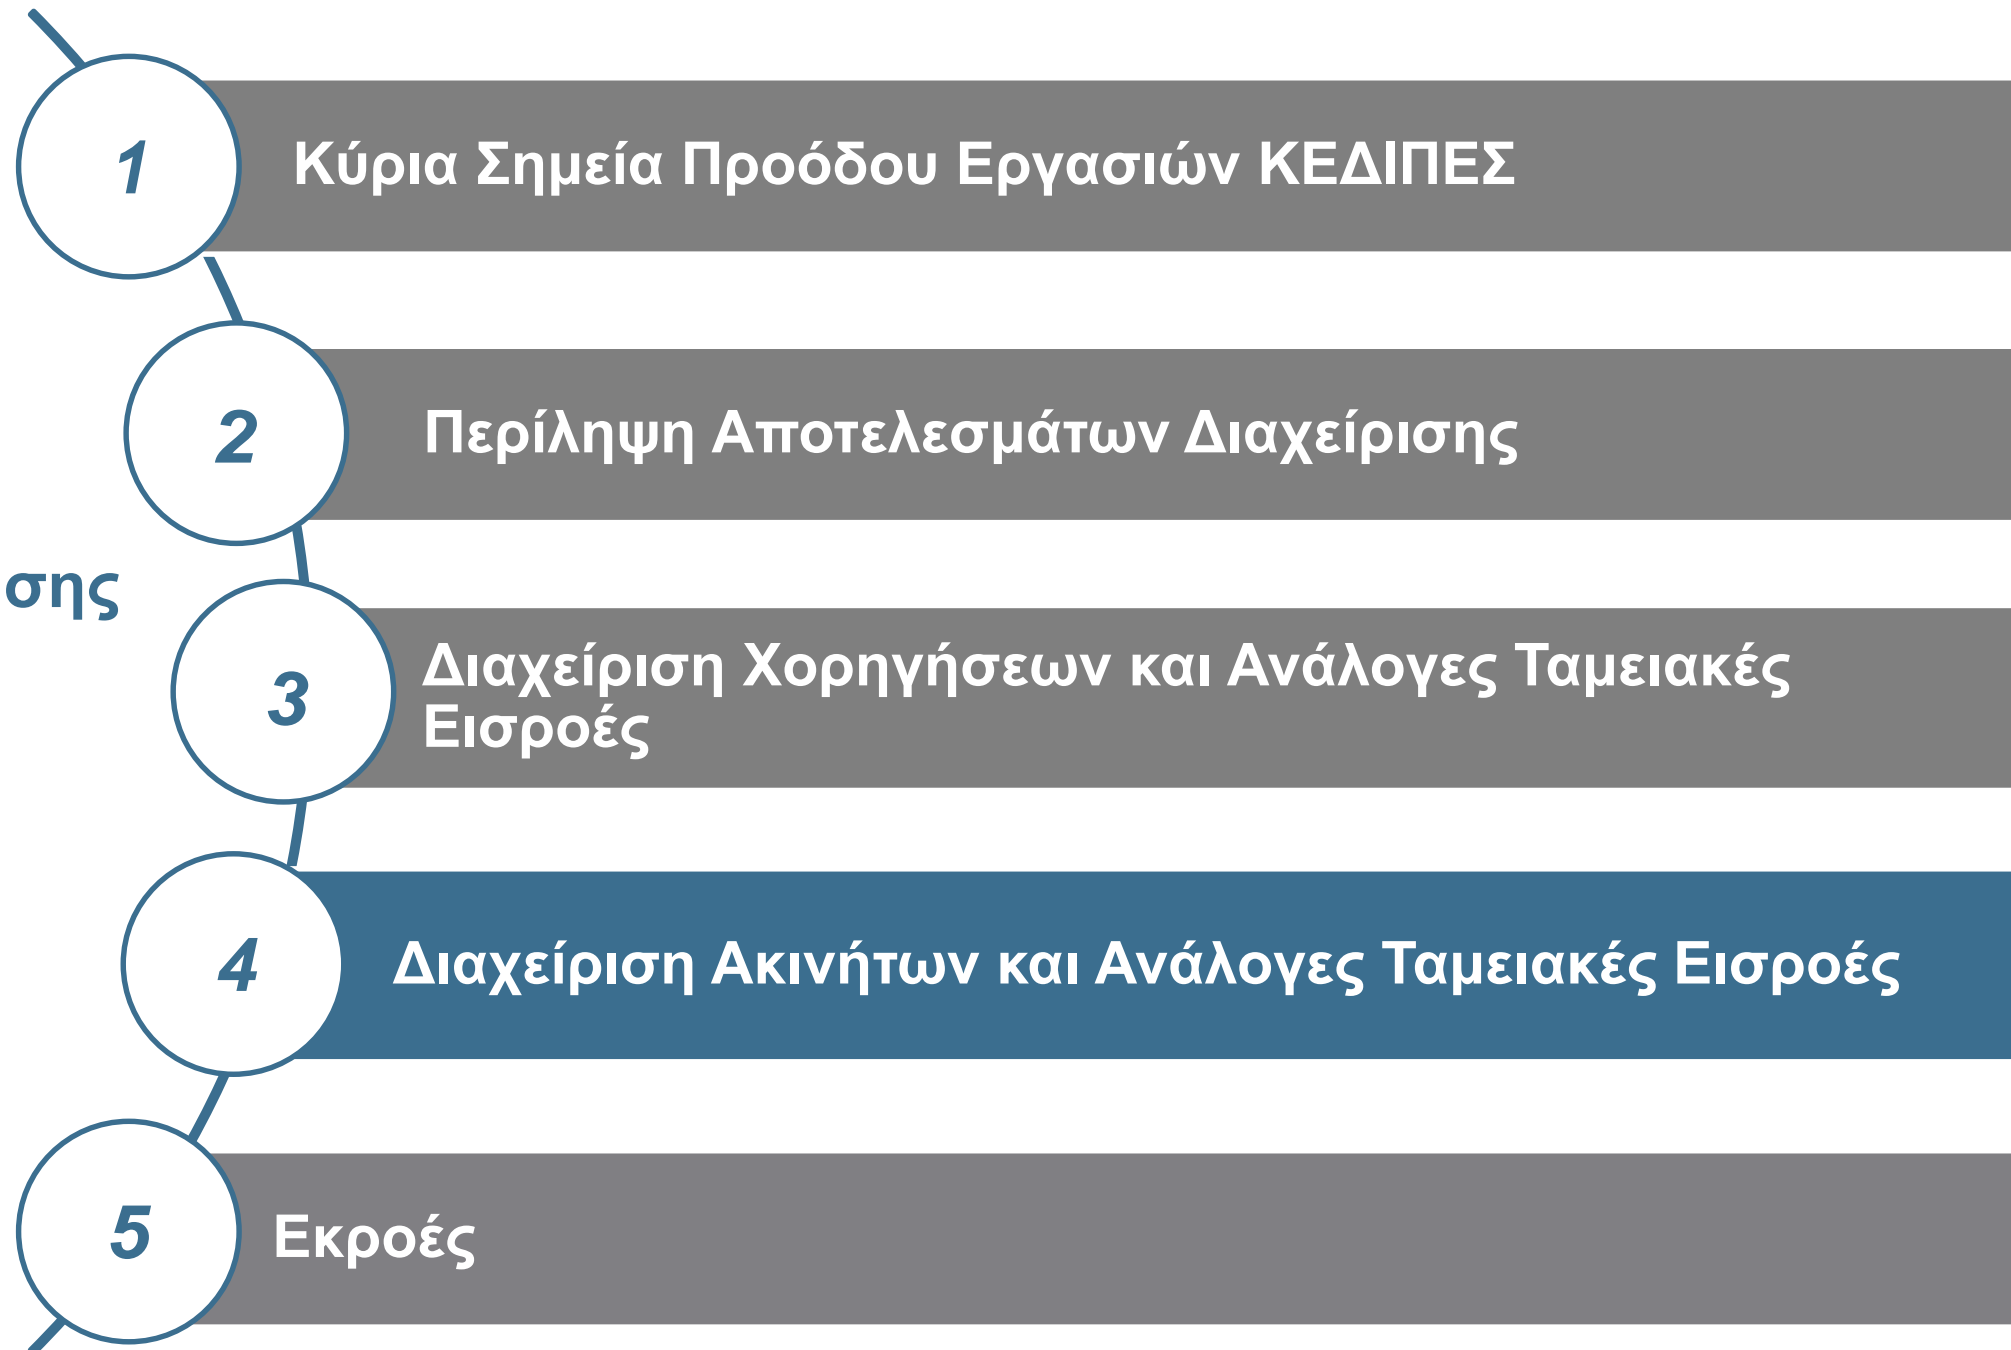 1
Κύρια Σημεία Προόδου Εργασιών ΚΕΔΙΠΕΣ
2
Περίληψη Αποτελεσμάτων Διαχείρισης
σης
3
Διαχείριση Χορηγήσεων και Ανάλογες Ταμειακές
Εισροές
4
Διαχείριση Ακινήτων και Ανάλογες Ταμειακές Εισροές
5
Εκροές